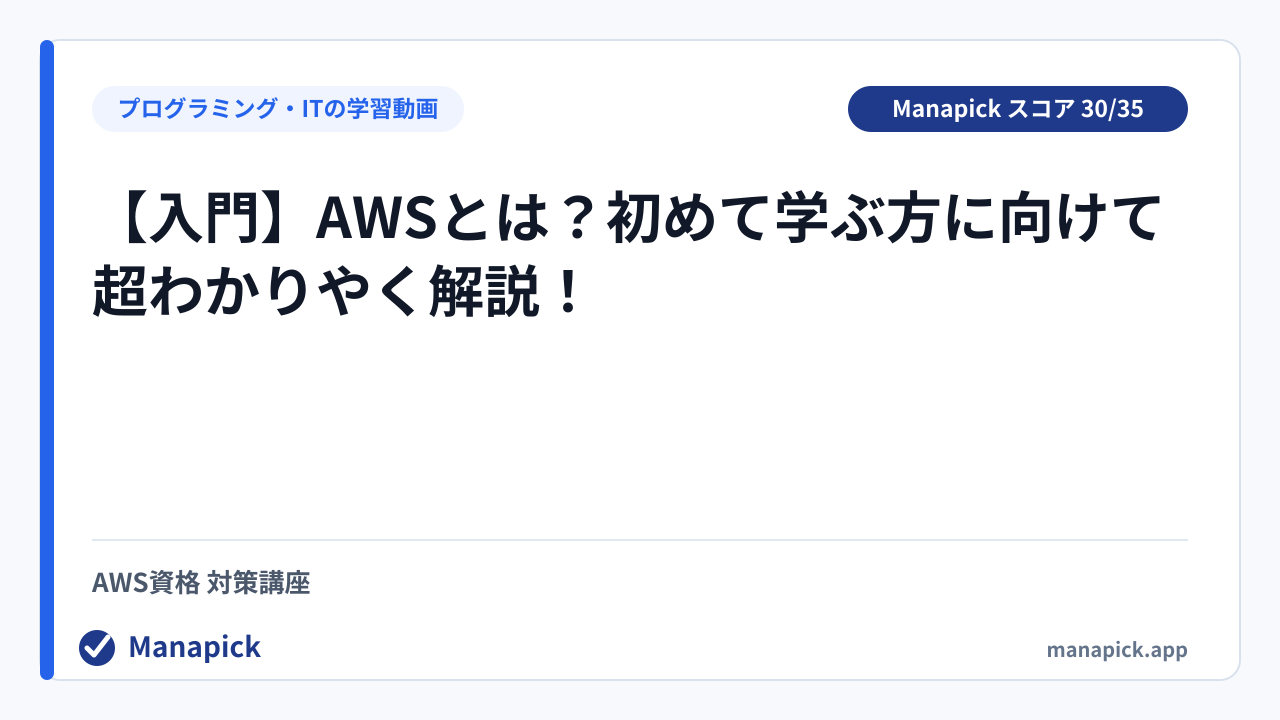 プログラミング・ITの学習動画
Manapick スコア 30/35
【入門】AWSとは？初めて学ぶ方に向けて
超わかりやく解説！
AWS資格 対策講座
Manapick
manapick.app